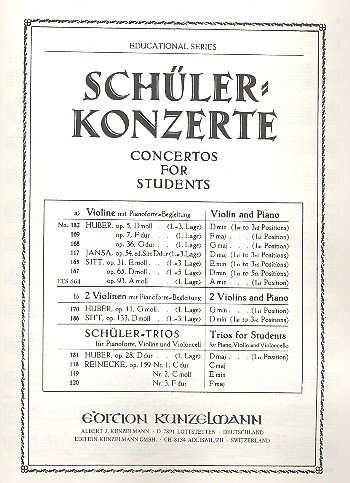 EDUCATIONAL SERIES
SCHÜLER=
KONZERTE
CONCERTOS
FOR
STUDENTS
a) Violine mit Pianoforte-Begleitung Violin and Piano
No. 182 HUBER, op. 5, D moll . . (1.–3. Lage) D min (1st to 3rd Positions)
169 op. 7, F dur . . (1. Lage) F maj . . (1st Position)
168 op. 36, G dur . . (1. Lage) G maj . . (1st Position)
117 JANSA, op. 54, ed. Sitt D dur (1.–3. Lage) D maj (1st to 3rd Positions)
165 SITT, op. 31, E moll . . (1.–3. Lage) E min (1st to 3rd Positions)
167 op. 65, D moll . . (1.–5. Lage) D min (1st to 5th Positions)
ETS 664 op. 93, A moll . . (1. Lage) A min . . (1st Position)
b) 2 Violinen mit Pianoforte-Begleitung 2 Violins and Piano
170 HUBER, op. 11, G moll . . (1. Lage) G min . . (1st Position)
186 SITT, op. 133, D moll . . (1.–3. Lage) D min (1st to 3rd Positions)
SCHÜLER-TRIOS Trios for Students
für Pianoforte, Violine und Violoncell for Piano, Violin and Violoncello
181 HUBER, op. 28, D dur . . (1. Lage) D maj . . (1st Position)
118 REINECKE, op. 159 Nr. 1, C dur C maj
119 Nr. 2, E moll E min
120 Nr. 3, F dur F maj
EDITION KUNZELMANN
ALBERT J. KUNZELMANN · D-7891 LOTTSTETTEN · DEUTSCHLAND
EDITION KUNZELMANN GMBH. · CH-8134 ADLISWIL/ZH · SWITZERLAND